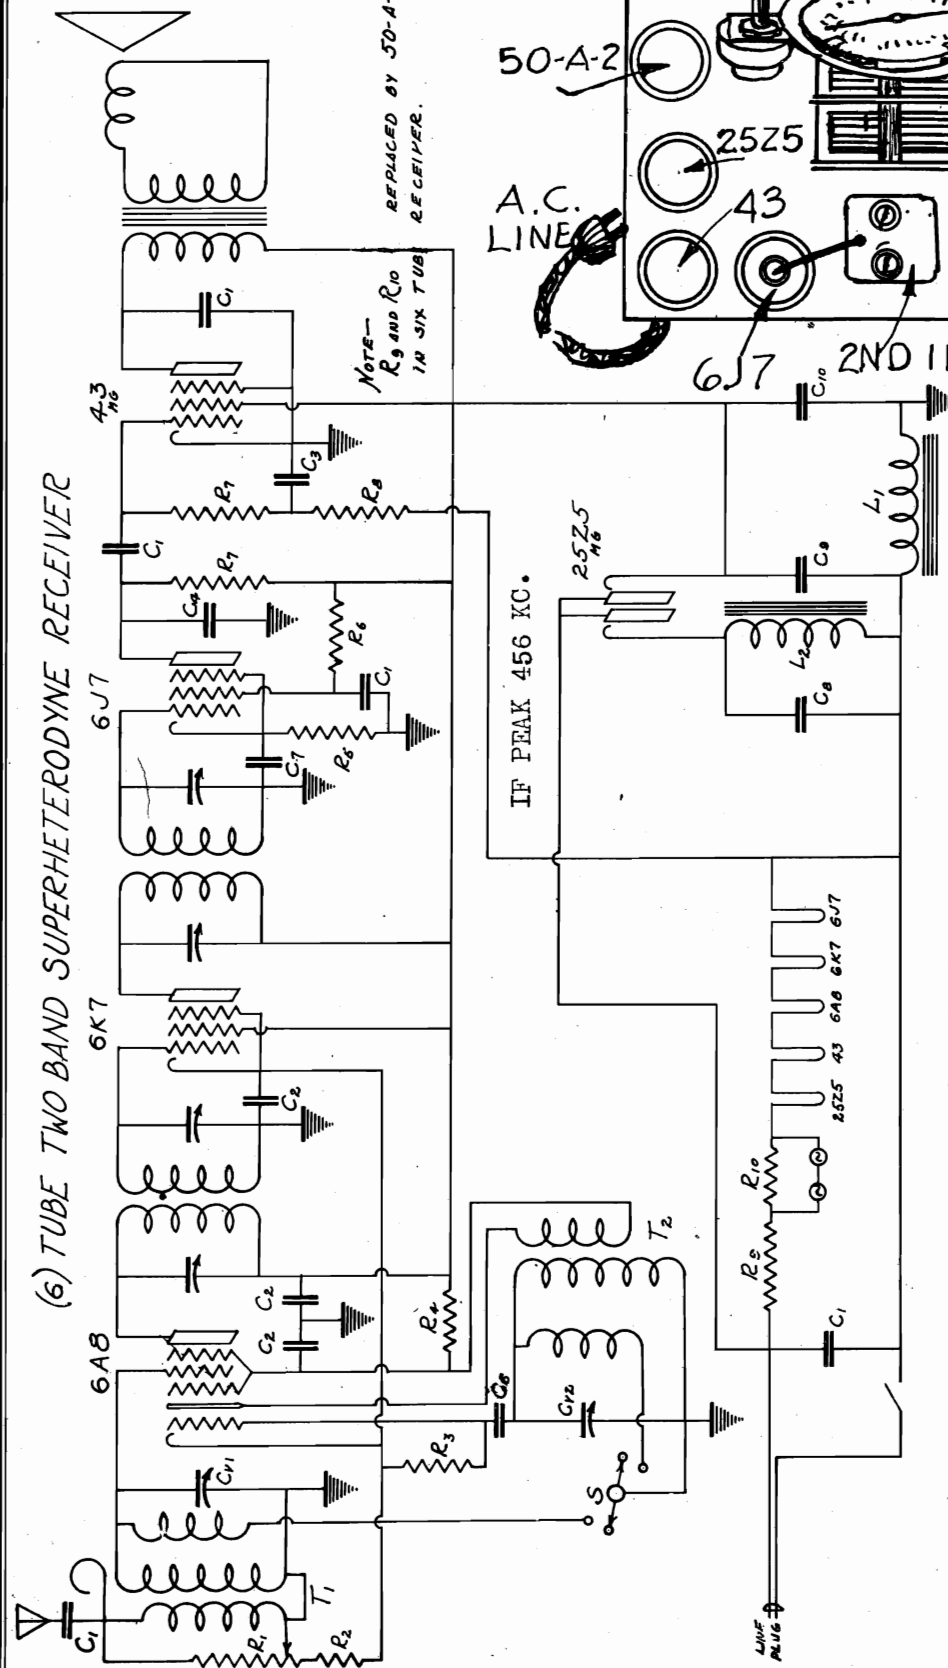 (6) TUBE TWO BAND SUPERHETERODYNE RECEIVER
6A8
6K7
6J7
43
MG
NOTE—
R9 AND R10
REPLACED BY 50-A-
IN SIX TUBE RECEIVER.
C1
R1
R2
T1
CV1
R3
C2
C2
R4
C6
CV2
S
T2
C2
C7
R5
C1
R6
C4
R7
C1
R7
C3
R8
C1
IF PEAK 456 KC.
25Z5
MG
LINE
PLUG
C1
R9
R10
25Z5
43
6A8
6K7
6J7
C8
L2
C9
L1
C10
50-A-2
25Z5
43
A.C.
LINE
6J7
2ND I